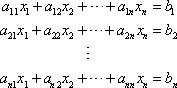 a₁₁x₁ + a₁₂x₂ + ⋯ + a₁ₙxₙ = b₁
a₂₁x₁ + a₂₂x₂ + ⋯ + a₂ₙxₙ = b₂
⋮
aₙ₁x₁ + aₙ₂x₂ + ⋯ + aₙₙxₙ = bₙ